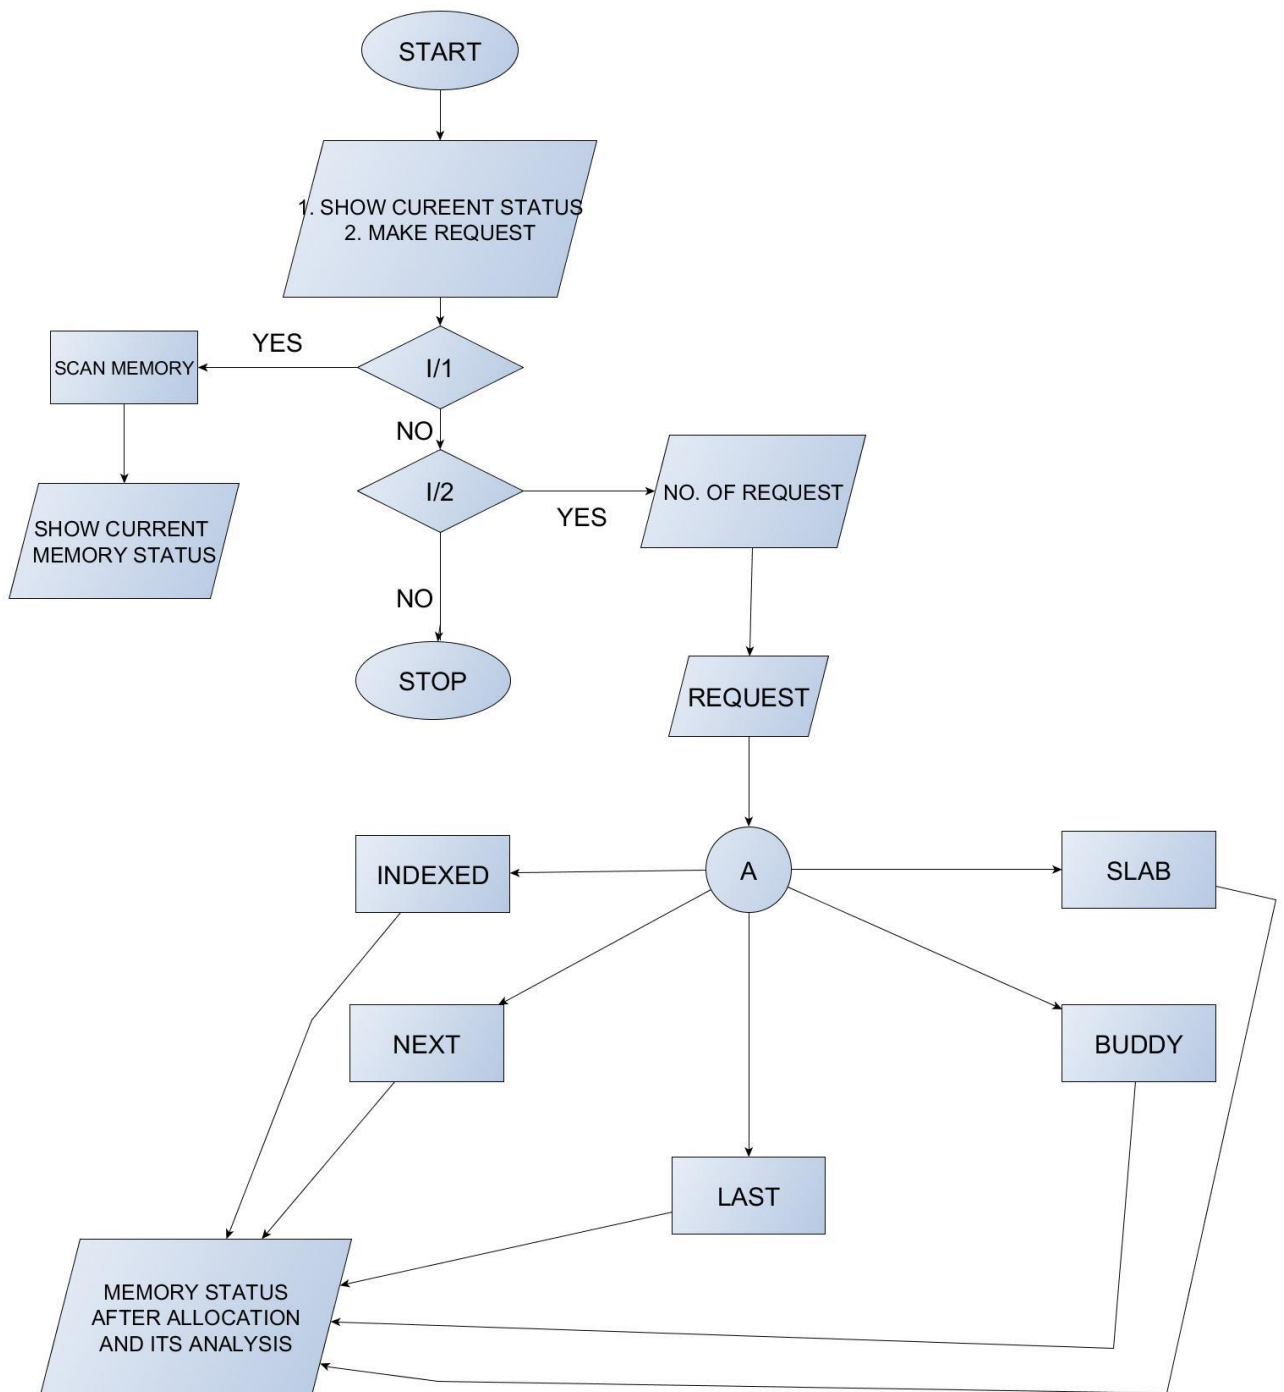 START
1. SHOW CUREENT STATUS
2. MAKE REQUEST
YES
I/1
SCAN MEMORY
NO
I/2
YES
NO. OF REQUEST
SHOW CURRENT
MEMORY STATUS
NO
STOP
REQUEST
A
INDEXED
SLAB
NEXT
BUDDY
LAST
MEMORY STATUS
AFTER ALLOCATION
AND ITS ANALYSIS